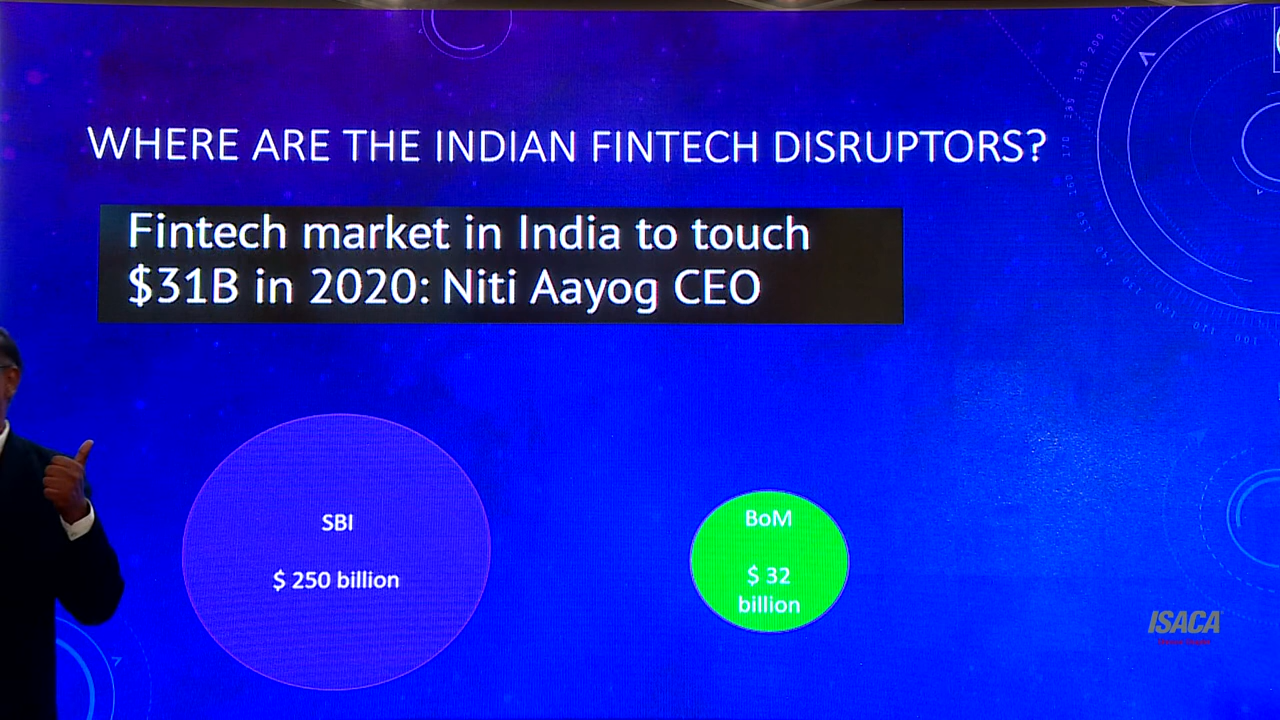 WHERE ARE THE INDIAN FINTECH DISRUPTORS?
Fintech market in India to touch
$31B in 2020: Niti Aayog CEO
SBI
$ 250 billion
BoM
$ 32
billion
ISACA